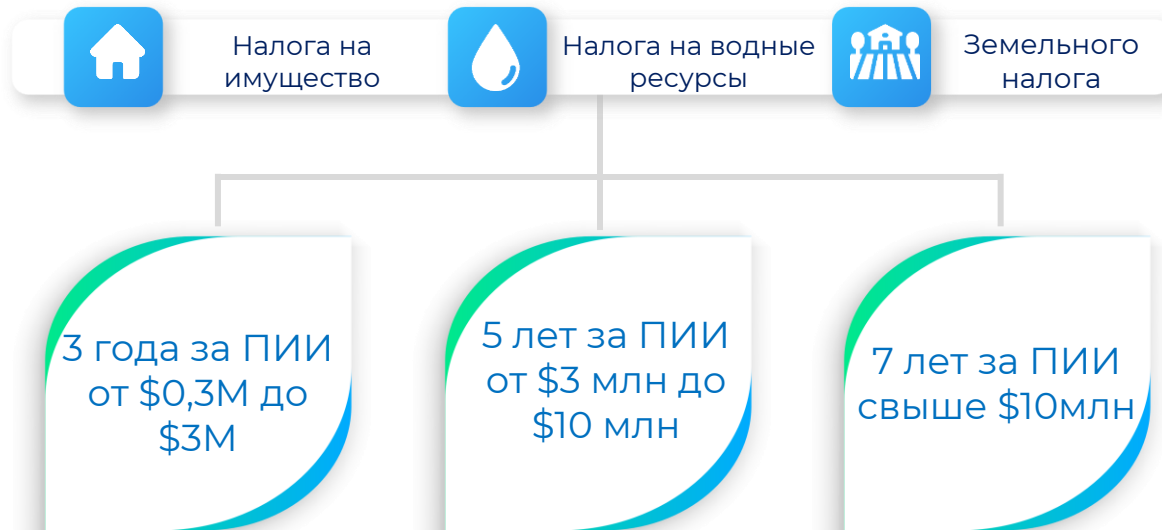 Налога на
имущество
Налога на водные
ресурсы
Земельного
налога
3 года за ПИИ
от $0,3М до
$3М
5 лет за ПИИ
от $3 млн до
$10 млн
7 лет за ПИИ
свыше $10млн